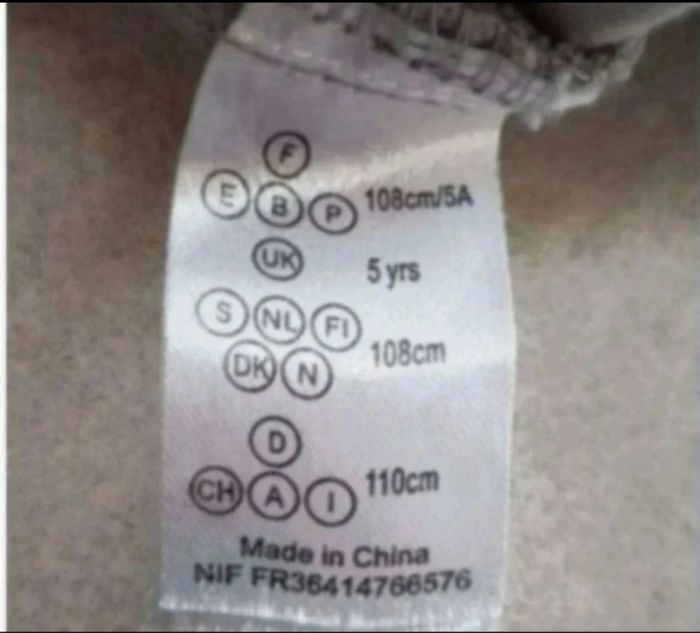 F
E B P 108cm/5A
UK 5 yrs
S NL FI
DK N 108cm
D
CH A I 110cm
Made in China
NIF FR36414766576